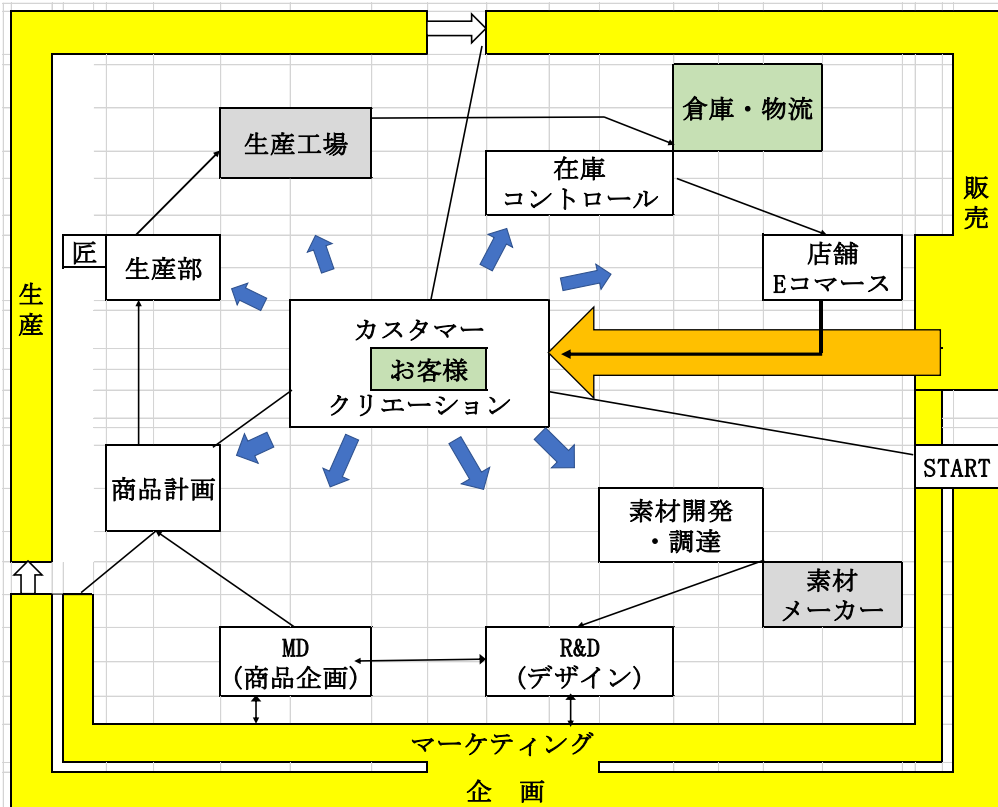 倉庫・物流
生産工場
在庫
コントロール
販
売
匠
生産部
店舗
Eコマース
生
産
カスタマー
お客様
クリエーション
START
商品計画
素材開発
・調達
素材
メーカー
MD
(商品企画)
R&D
(デザイン)
マーケティング
企　画